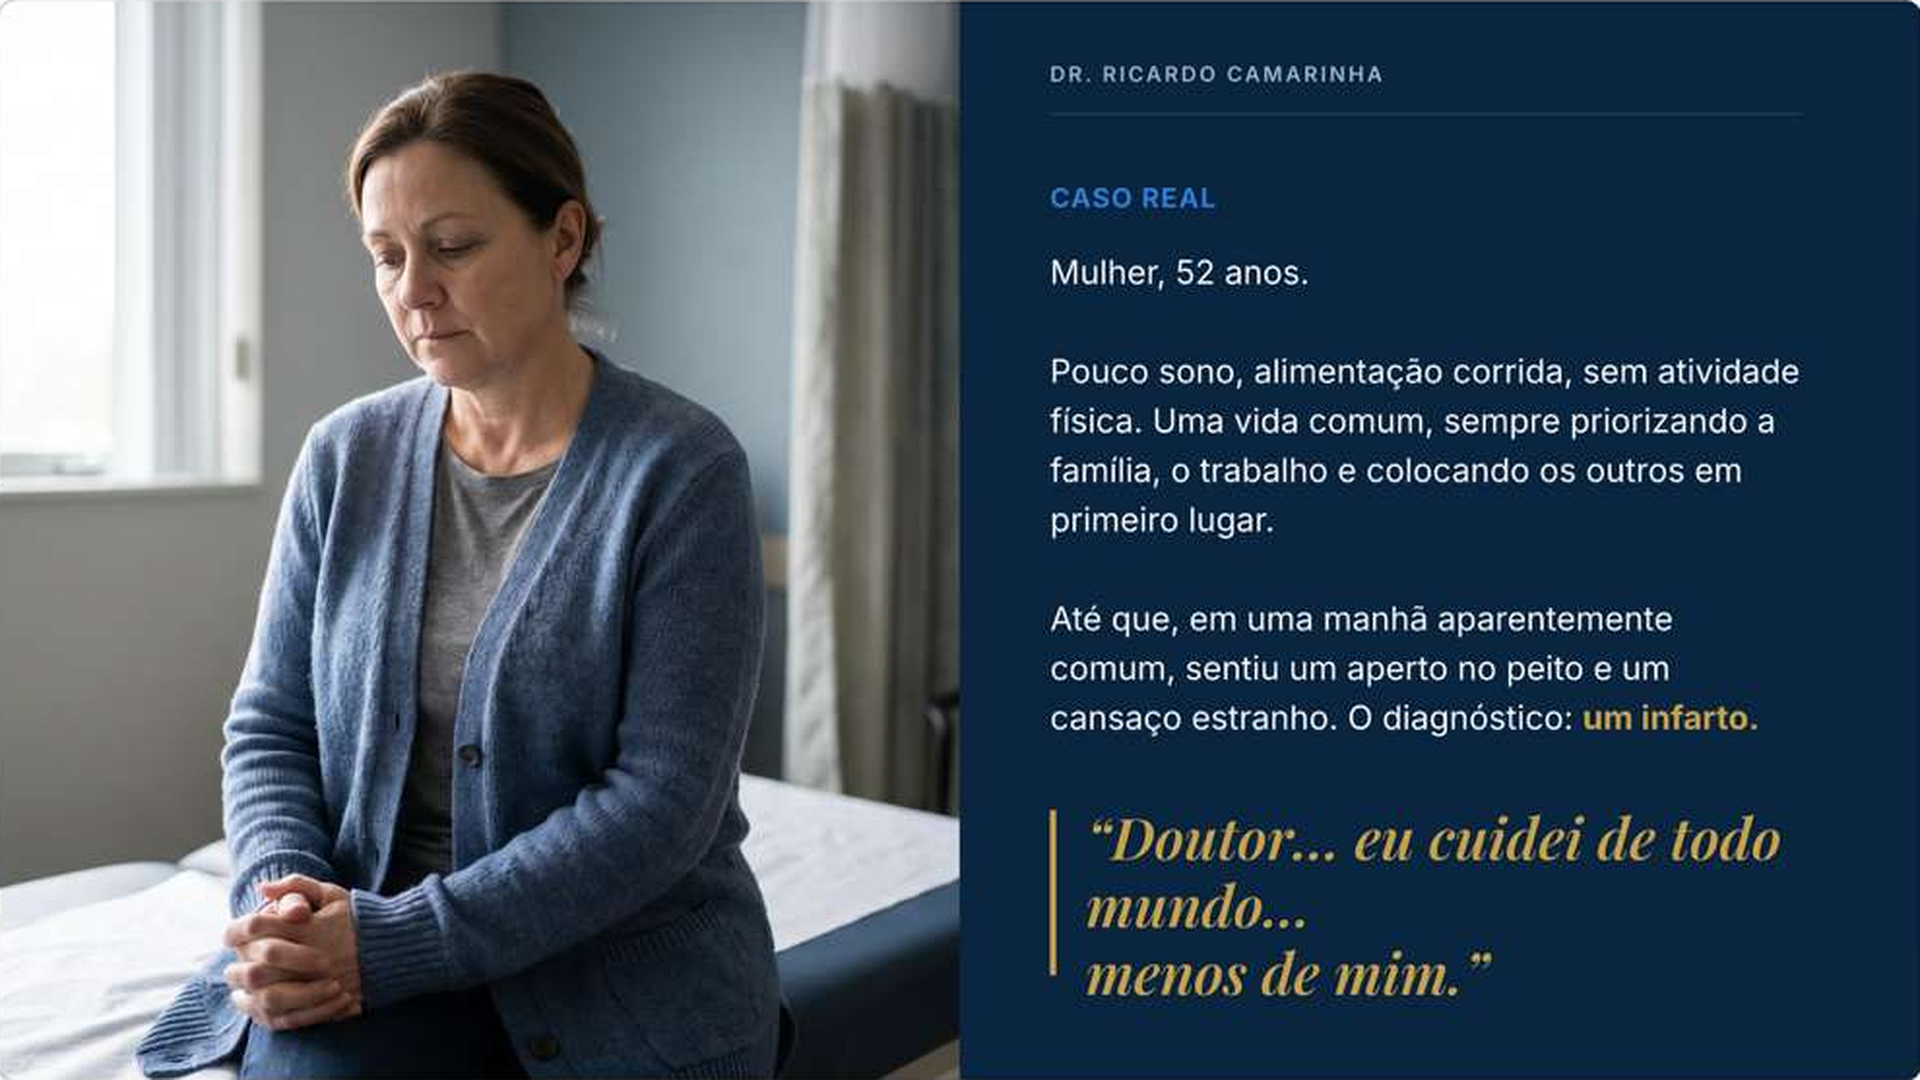 DR. RICARDO CAMARINHA
CASO REAL
Mulher, 52 anos.
Pouco sono, alimentação corrida, sem atividade
física. Uma vida comum, sempre priorizando a
família, o trabalho e colocando os outros em
primeiro lugar.
Até que, em uma manhã aparentemente
comum, sentiu um aperto no peito e um
cansaço estranho. O diagnóstico: um infarto.
“Doutor... eu cuidei de todo
mundo...
menos de mim.”